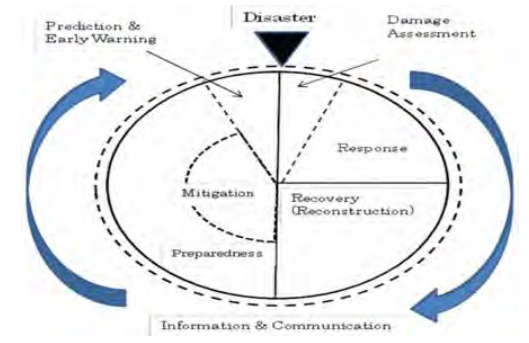 Disaster
Prediction &
Early Warning
Damage
Assessment
Response
Mitigation
Recovery
(Reconstruction)
Preparedness
Information & Communication